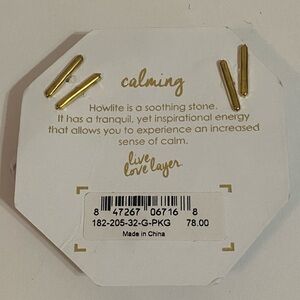 calming
Howlite is a soothing stone.
It has a tranquil, yet inspirational energy
that allows you to experience an increased
sense of calm.
live
love layer
8 47267 06716 8
182-205-32-G-PKG 78.00
Made in China